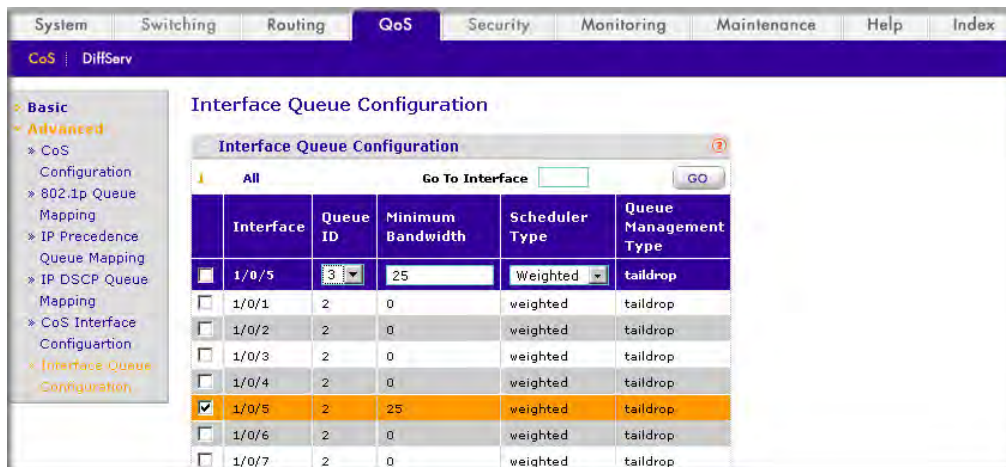 System Switching Routing QoS Security Monitoring Maintenance Help Index
CoS DiffServ
Basic
Advanced
» CoS
Configuration
» 802.1p Queue
Mapping
» IP Precedence
Queue Mapping
» IP DSCP Queue
Mapping
» CoS Interface
Configuartion
» Interface Queue
Configuration
Interface Queue Configuration
Interface Queue Configuration ?
1 All Go To Interface GO
Interface Queue ID Minimum Bandwidth Scheduler Type Queue Management Type
1/0/5 3 25 Weighted taildrop
1/0/1 2 0 weighted taildrop
1/0/2 2 0 weighted taildrop
1/0/3 2 0 weighted taildrop
1/0/4 2 0 weighted taildrop
1/0/5 2 25 weighted taildrop
1/0/6 2 0 weighted taildrop
1/0/7 2 0 weighted taildrop